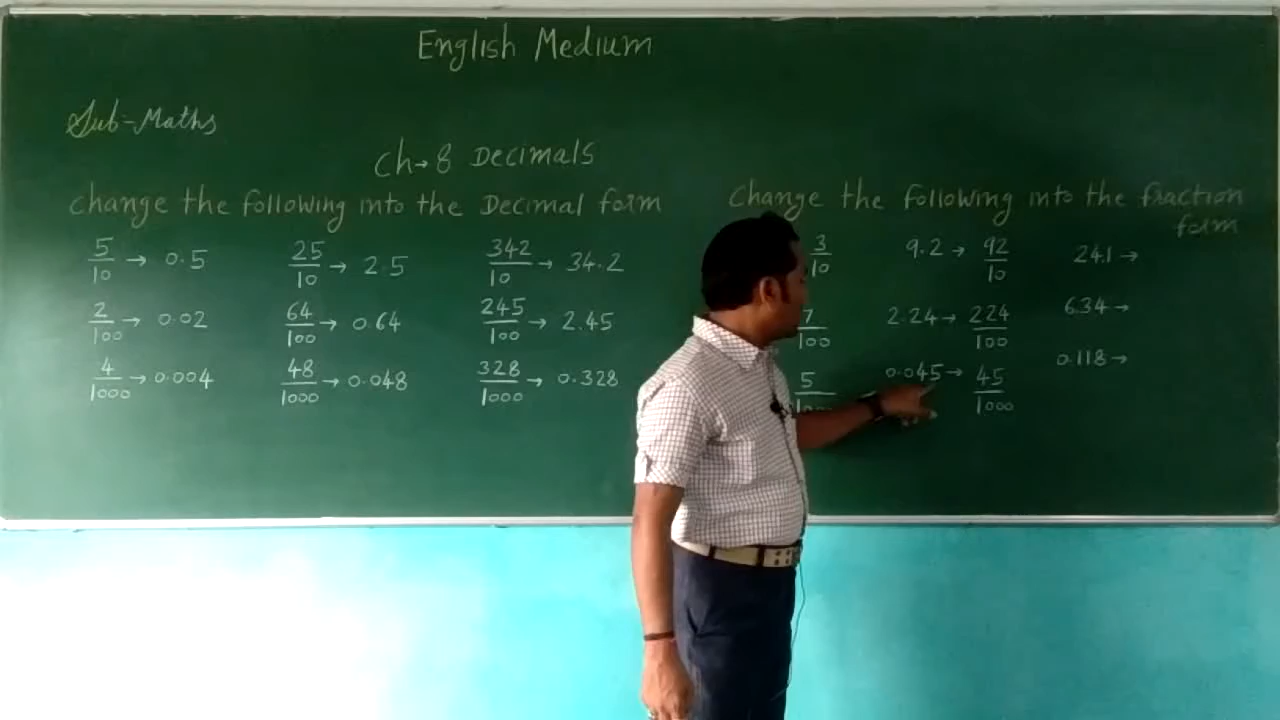 English Medium
Sub-Maths
Ch→8 Decimals
Change the following into the Decimal form
5/10 → 0.5 25/10 → 2.5 342/10 → 34.2
2/100 → 0.02 64/100 → 0.64 245/100 → 2.45
4/1000 → 0.004 48/1000 → 0.048 328/1000 → 0.328
Change the following into the fraction
form
3/10 9.2 → 92/10 24.1 →
7/100 2.24 → 224/100 6.34 →
5/1000 0.045 → 45/1000 0.118 →